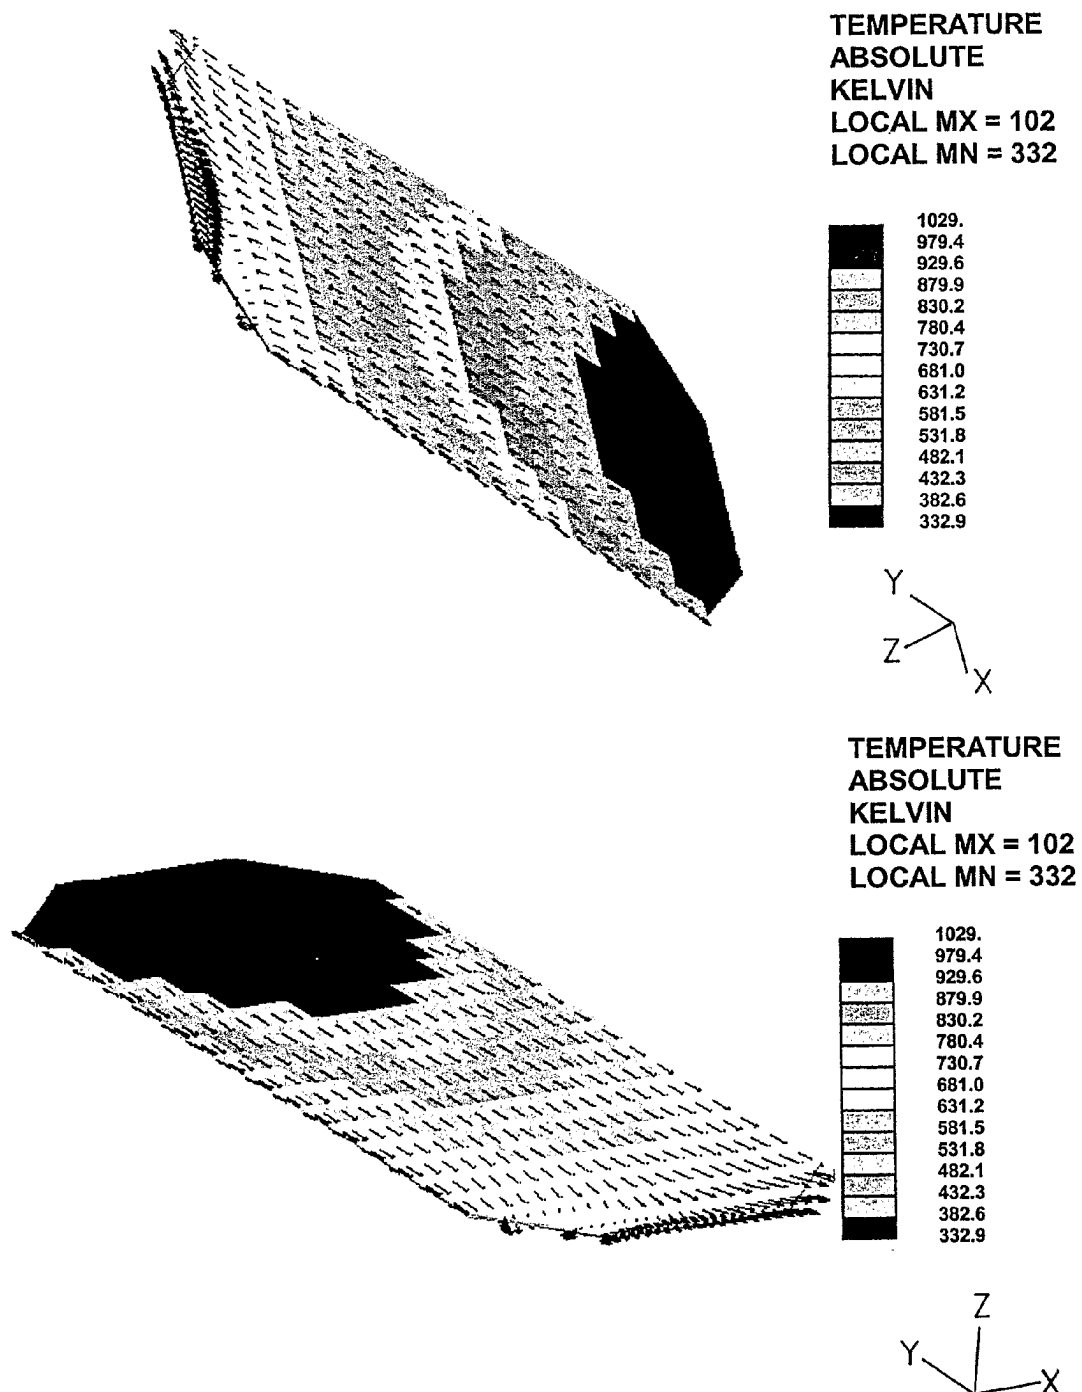 TEMPERATURE
ABSOLUTE
KELVIN
LOCAL MX = 102
LOCAL MN = 332
1029.
979.4
929.6
879.9
830.2
780.4
730.7
681.0
631.2
581.5
531.8
482.1
432.3
382.6
332.9
Y
Z
X
TEMPERATURE
ABSOLUTE
KELVIN
LOCAL MX = 102
LOCAL MN = 332
1029.
979.4
929.6
879.9
830.2
780.4
730.7
681.0
631.2
581.5
531.8
482.1
432.3
382.6
332.9
Z
Y
X